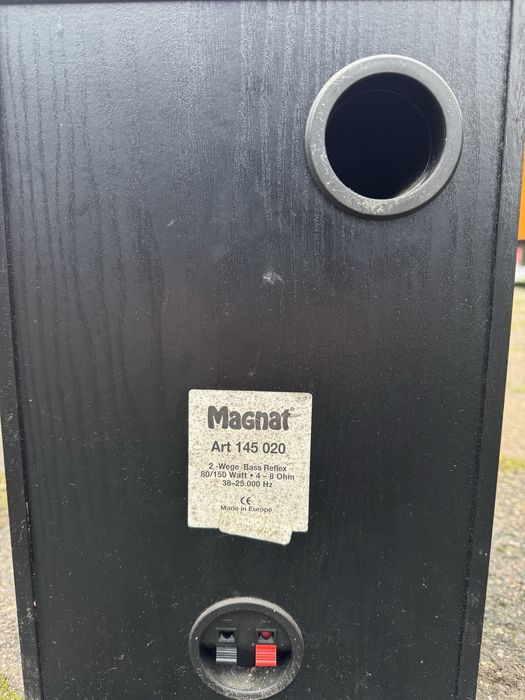 Magnat
Art 145 020
2-Wege Bass Reflex
80/150 Watt • 4 – 8 Ohm
38–25.000 Hz
CE
Made in Europe